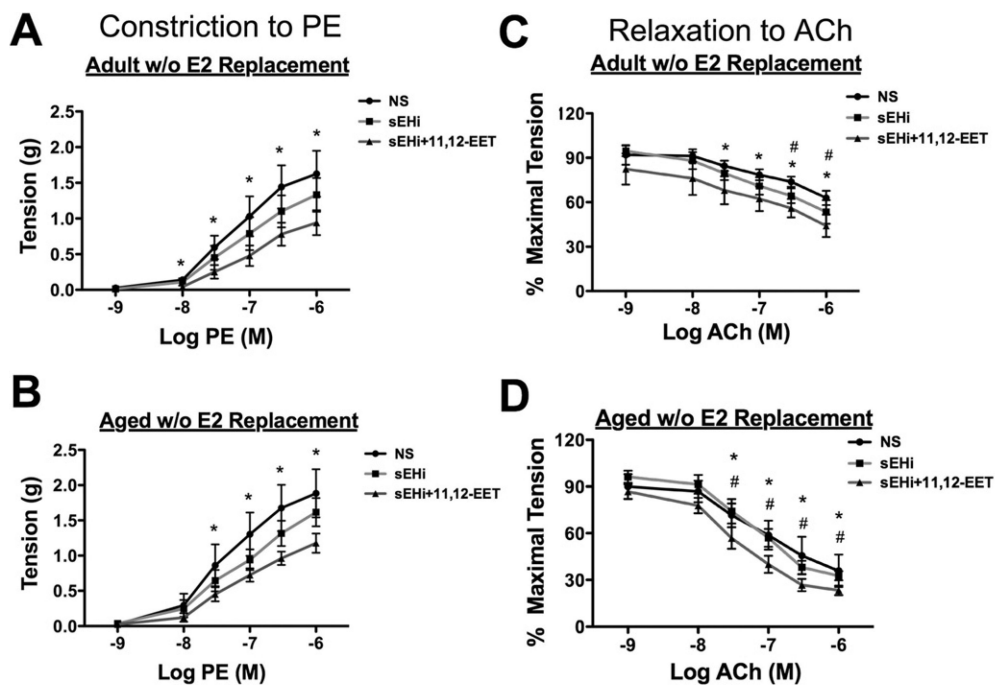 A
Constriction to PE
Adult w/o E2 Replacement
NS
sEHi
sEHi+11,12-EET
Tension (g)
2.5
2.0
1.5
1.0
0.5
0.0
* * * * *
-9 -8 -7 -6
Log PE (M)
C
Relaxation to ACh
Adult w/o E2 Replacement
NS
sEHi
sEHi+11,12-EET
% Maximal Tension
120
90
60
30
0
# #
* * * *
-9 -8 -7 -6
Log ACh (M)
B
Aged w/o E2 Replacement
NS
sEHi
sEHi+11,12-EET
Tension (g)
2.5
2.0
1.5
1.0
0.5
0.0
* * * *
-9 -8 -7 -6
Log PE (M)
D
Aged w/o E2 Replacement
NS
sEHi
sEHi+11,12-EET
% Maximal Tension
120
90
60
30
0
* * * *
# # # #
-9 -8 -7 -6
Log ACh (M)